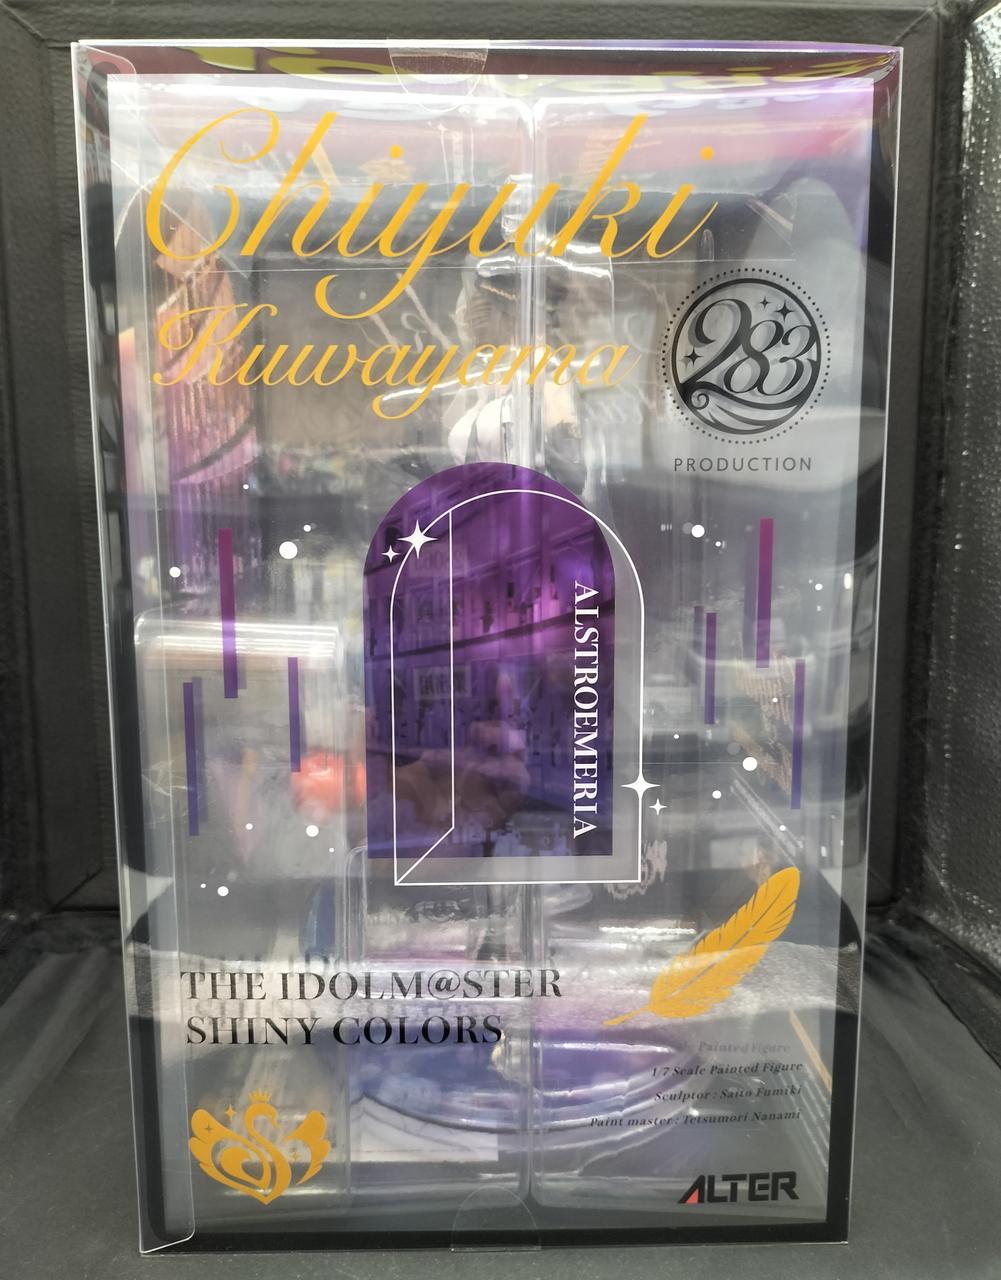 Chiyuki
Kuwayama
283
PRODUCTION
ALSTROEMERIA
THE IDOLM@STER
SHINY COLORS
1/7 Scale Painted Figure
Sculptor : Saito Fumiki
Paint master : Tetsumori Nanami
ALTER